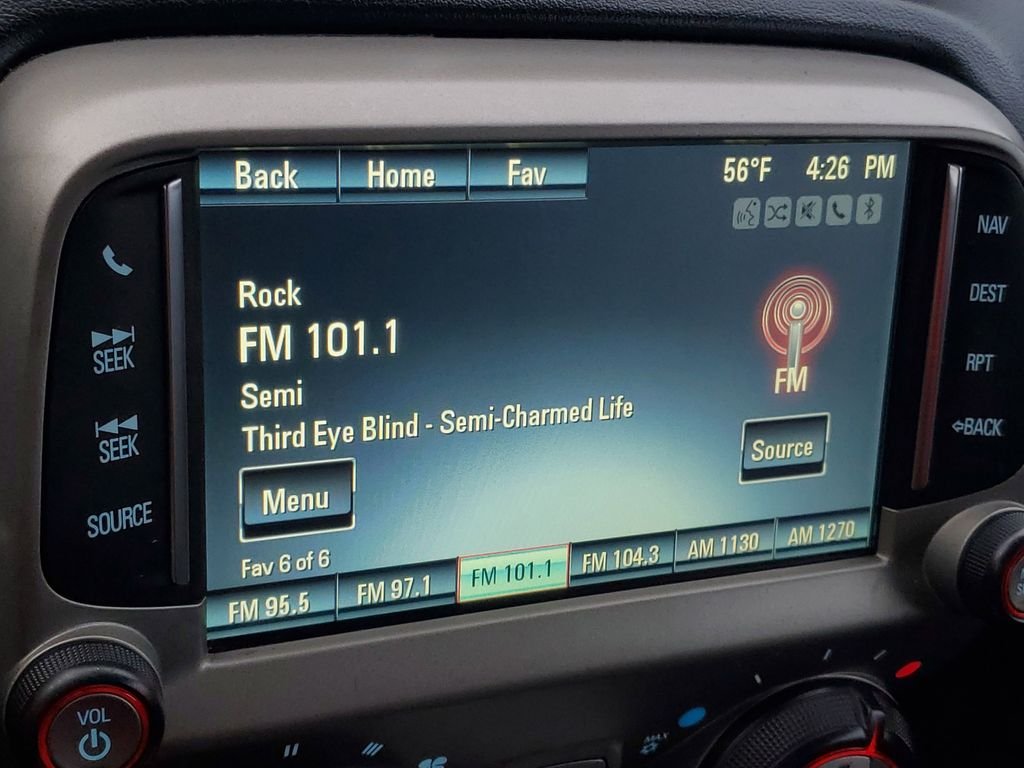 Back Home Fav
56°F 4:26 PM
NAV
DEST
RPT
BACK
SEEK
SEEK
SOURCE
Rock
FM 101.1
Semi
Third Eye Blind - Semi-Charmed Life
FM
Source
Menu
Fav 6 of 6
FM 95.5 FM 97.1 FM 101.1 FM 104.3 AM 1130 AM 1270
VOL
MAX